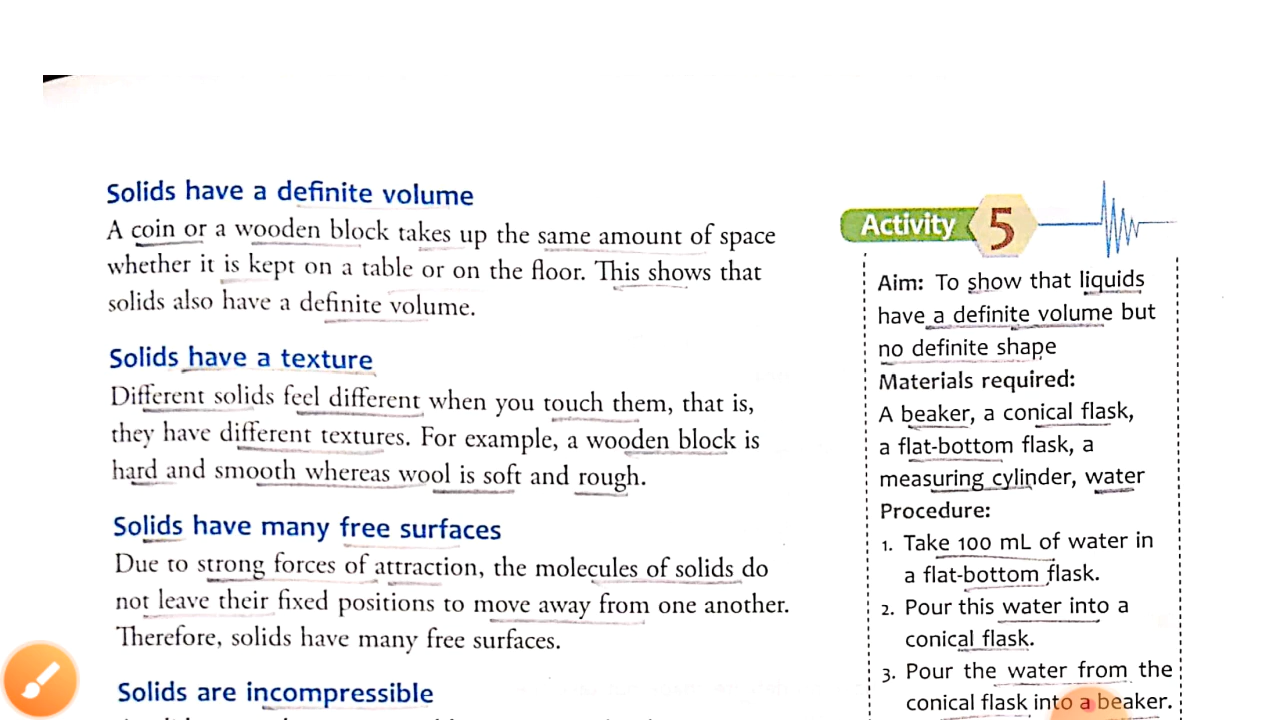 Solids have a definite volume
A coin or a wooden block takes up the same amount of space
whether it is kept on a table or on the floor. This shows that
solids also have a definite volume.
Solids have a texture
Different solids feel different when you touch them, that is,
they have different textures. For example, a wooden block is
hard and smooth whereas wool is soft and rough.
Solids have many free surfaces
Due to strong forces of attraction, the molecules of solids do
not leave their fixed positions to move away from one another.
Therefore, solids have many free surfaces.
Solids are incompressible
Activity 5
Aim: To show that liquids
have a definite volume but
no definite shape
Materials required:
A beaker, a conical flask,
a flat-bottom flask, a
measuring cylinder, water
Procedure:
1. Take 100 mL of water in
a flat-bottom flask.
2. Pour this water into a
conical flask.
3. Pour the water from the
conical flask into a beaker.